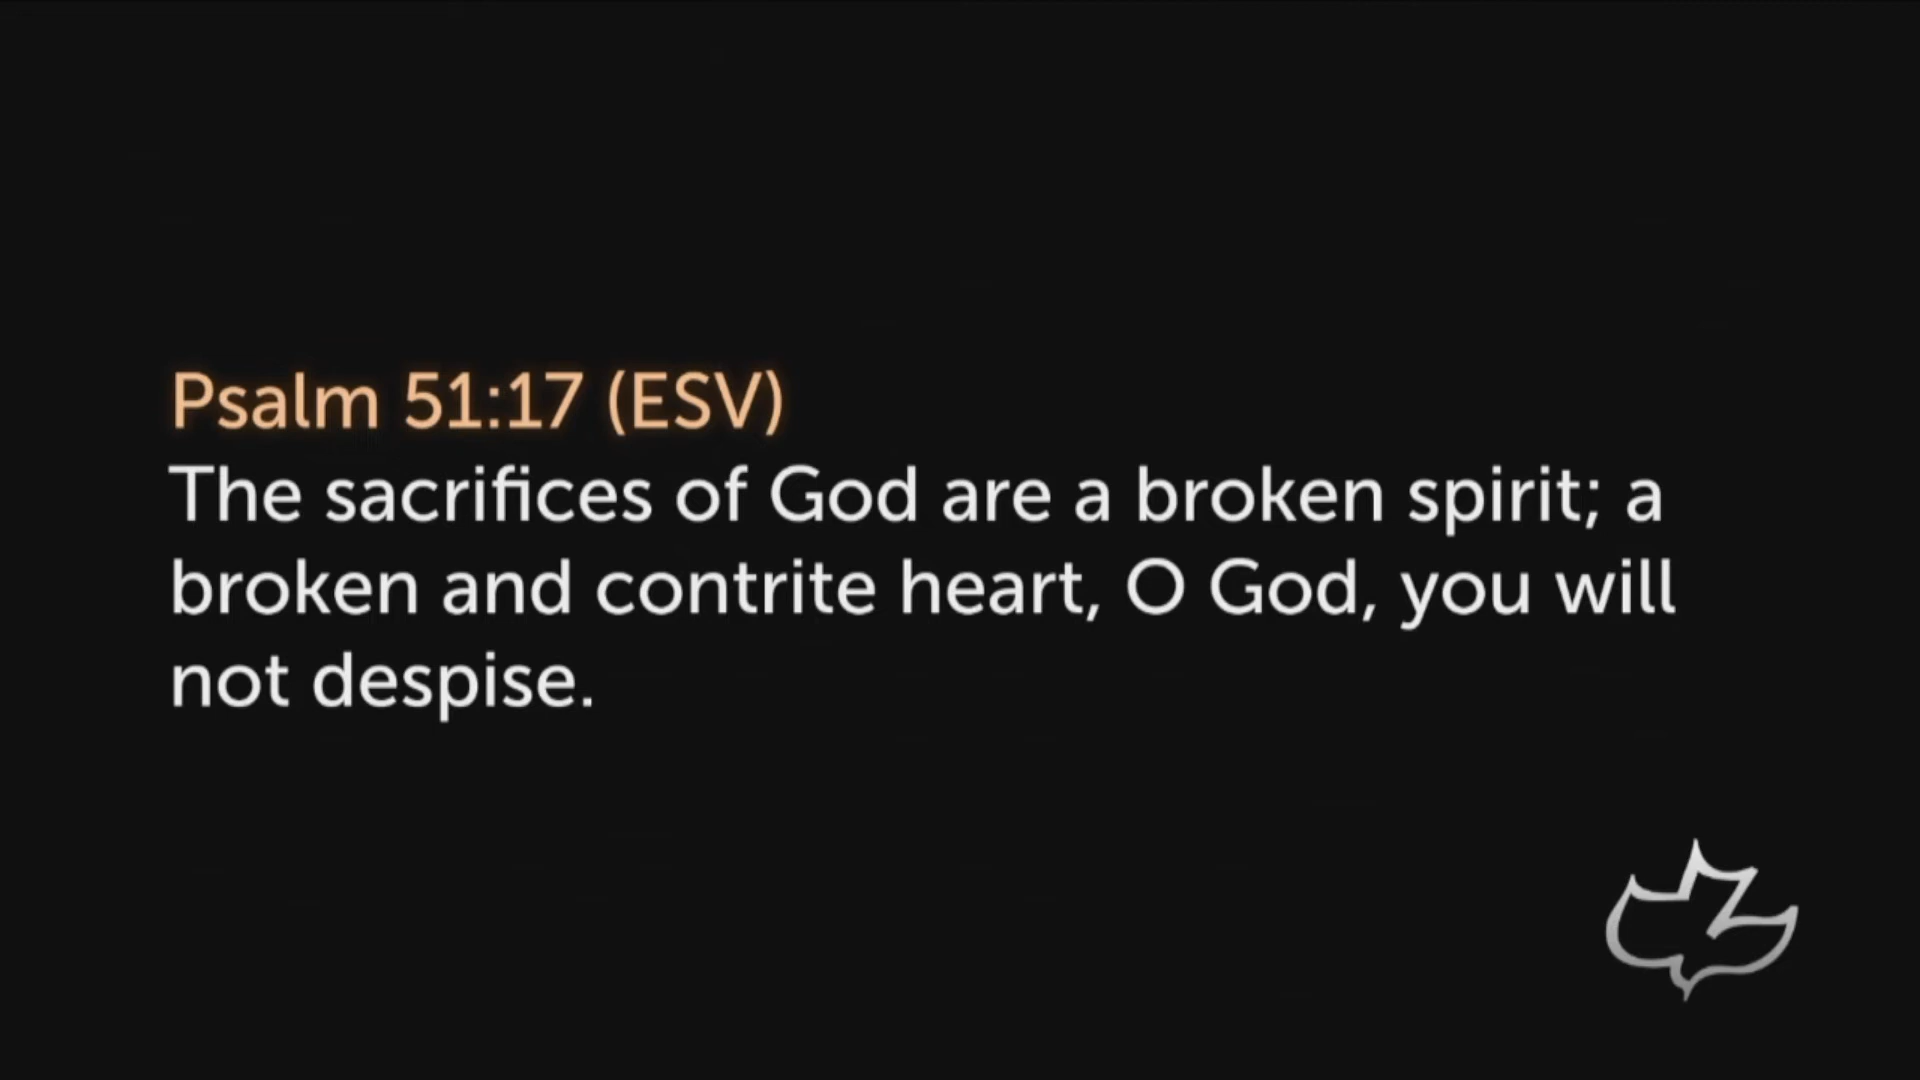 Psalm 51:17 (ESV)
The sacrifices of God are a broken spirit; a
broken and contrite heart, O God, you will
not despise.